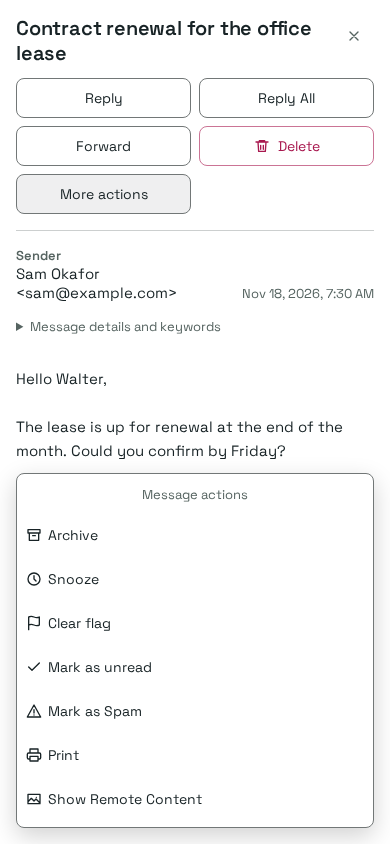 Contract renewal for the office
lease
Reply
Reply All
Forward
Delete
More actions
Sender
Sam Okafor
<sam@example.com>
Nov 18, 2026, 7:30 AM
Message details and keywords
Hello Walter,
The lease is up for renewal at the end of the
month. Could you confirm by Friday?
Message actions
Archive
Snooze
Clear flag
Mark as unread
Mark as Spam
Print
Show Remote Content